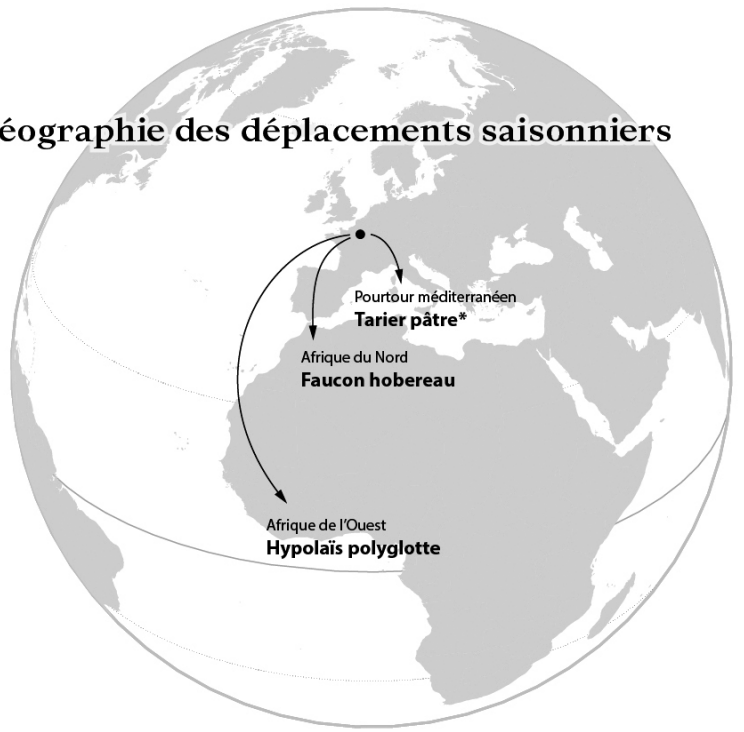 éographie des déplacements saisonniers
Pourtour méditerranéen
Tarier pâtre*
Afrique du Nord
Faucon hobereau
Afrique de l'Ouest
Hypolaïs polyglotte